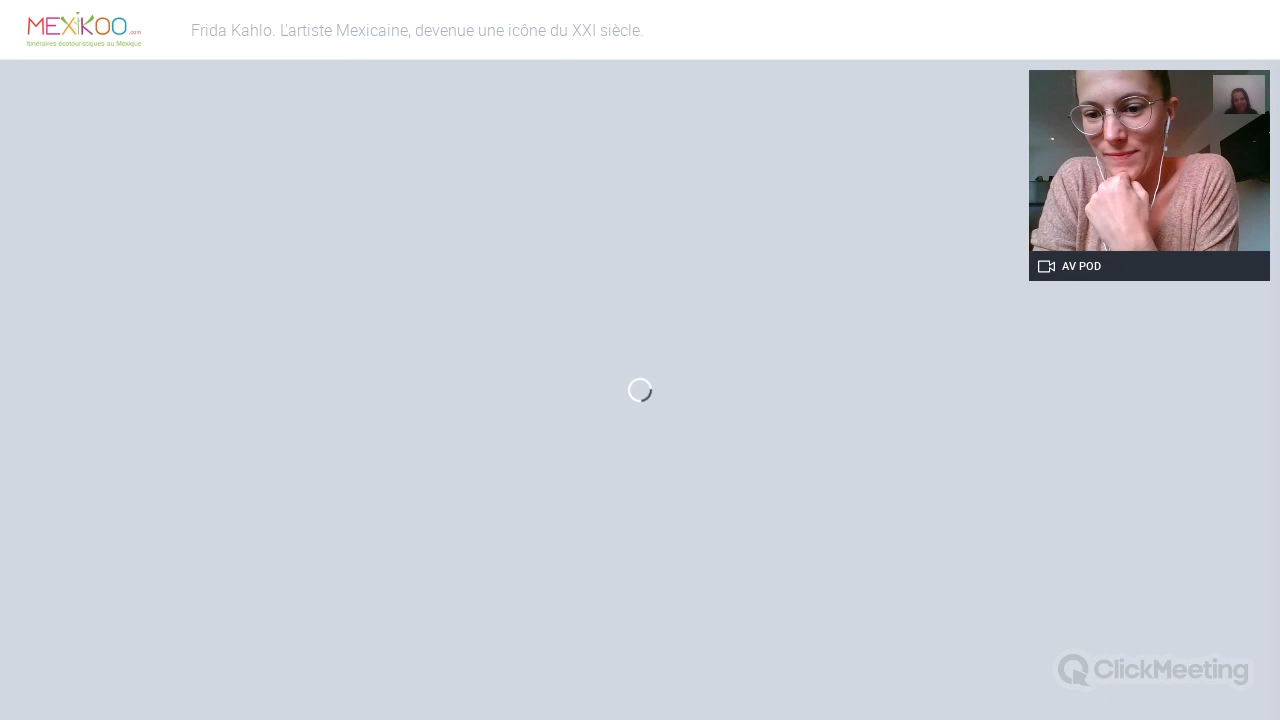 MEXIKOO.com
Itinéraires écotouristiques au Mexique
Frida Kahlo. L'artiste Mexicaine, devenue une icône du XXI siècle.
AV POD
ClickMeeting